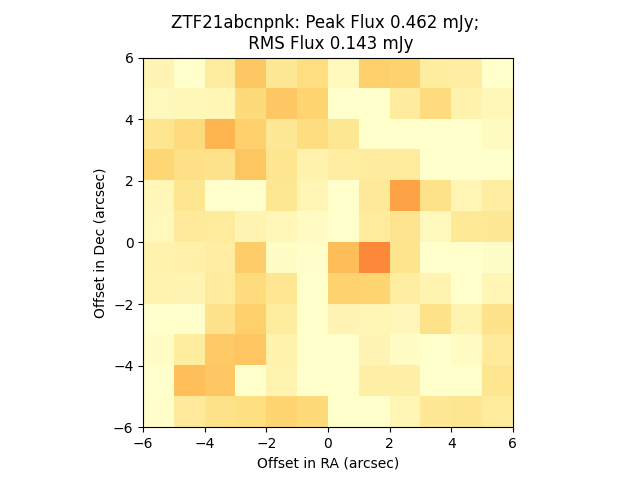 ZTF21abcnpnk: Peak Flux 0.462 mJy;
RMS Flux 0.143 mJy
6
4
2
0
−2
−4
−6
Offset in Dec (arcsec)
−6 −4 −2 0 2 4 6
Offset in RA (arcsec)